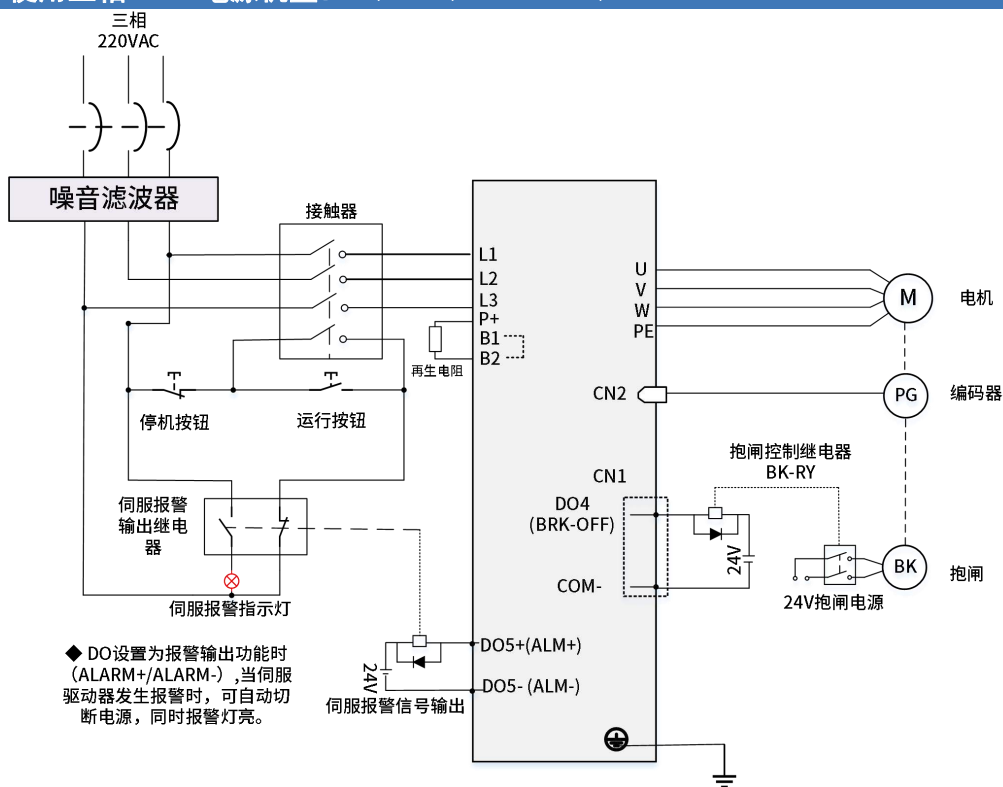 三相
220VAC
噪音滤波器
接触器
L1
L2
L3
P+
B1
B2
再生电阻
停机按钮
运行按钮
伺服报警
输出继电
器
伺服报警指示灯
◆ DO设置为报警输出功能时
（ALARM+/ALARM-）,当伺服
驱动器发生报警时，可自动切
断电源，同时报警灯亮。
24V
伺服报警信号输出
DO5+(ALM+)
DO5- (ALM-)
U
V
W
PE
M
电机
CN2
PG
编码器
CN1
DO4
(BRK-OFF)
COM-
抱闸控制继电器
BK-RY
24V
BK
抱闸
24V抱闸电源